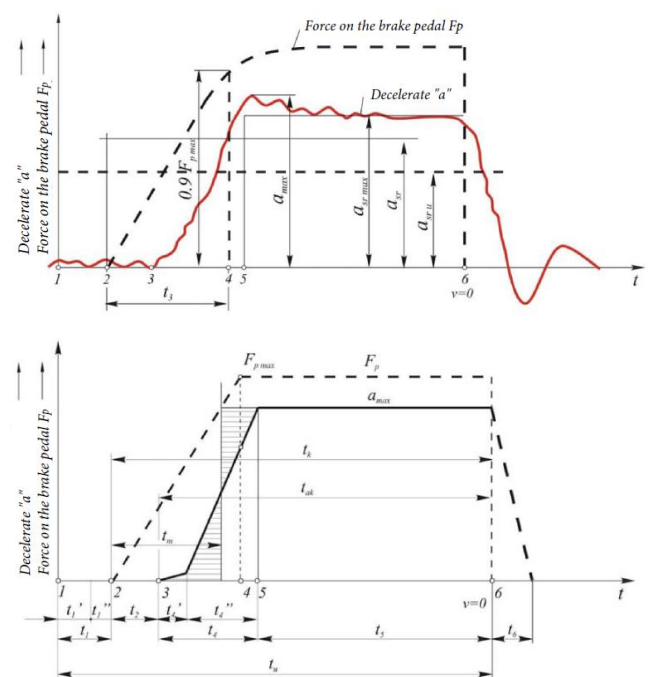 Force on the brake pedal Fp
Decelerate "a"
Decelerate "a"
Force on the brake pedal Fp
0.9 F p max
a max
a sr max
a sr
a sr u
1 2 3 4 5 6
t
t3
v=0
F p max
Fp
a max
Decelerate "a"
Force on the brake pedal Fp
tk
tak
tm
1 2 3 4 5 6
t
v=0
t1' t1'' t2 t4' t4''
t1 t4 t5 t6
tu